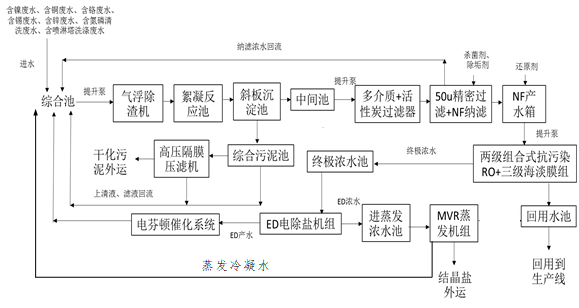 含镍废水、含铜废水、含铬废水、
含锡废水、含锌废水、含氮磷清
洗废水、含喷淋塔洗涤废水
进水
纳滤浓水回流
杀菌剂、
除垢剂
还原剂
综合池
提升泵
气浮除
渣机
絮凝反
应池
斜板沉
淀池
中间池
提升泵
多介质+活
性炭过滤器
50u精密过
滤+NF纳滤
NF产
水箱
提升泵
干化污
泥外运
高压隔膜
压滤机
综合污泥池
终极浓水池
终极浓水
两级组合式抗污染
RO+三级海淡膜组
上清液、滤液回流
ED浓水
电芬顿催化系统
ED产水
ED电除盐机组
进蒸发
浓水池
MVR蒸
发机组
回用水池
蒸发冷凝水
结晶盐
外运
回用到
生产线